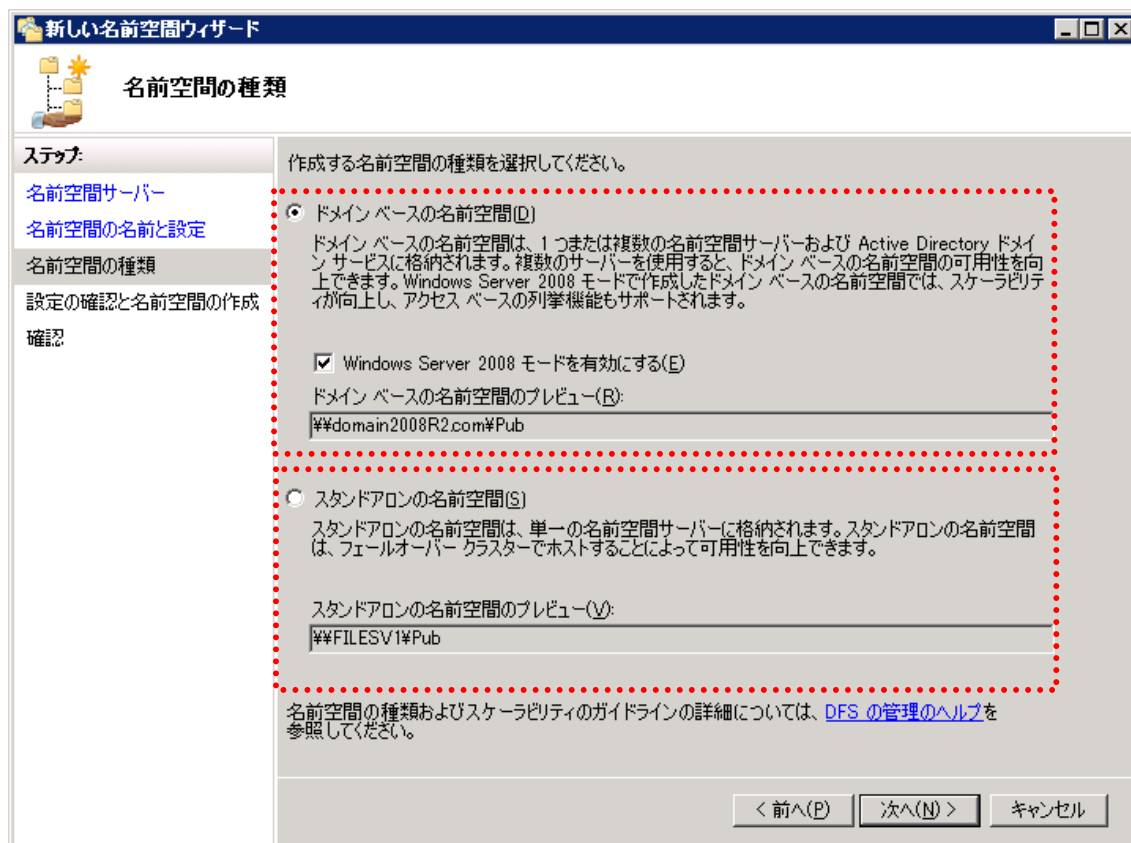 新しい名前空間ウィザード
名前空間の種類
ステップ:
名前空間サーバー
名前空間の名前と設定
名前空間の種類
設定の確認と名前空間の作成
確認
作成する名前空間の種類を選択してください。
ドメイン ベースの名前空間(D)
ドメイン ベースの名前空間は、1 つまたは複数の名前空間サーバーおよび Active Directory ドメイ
ン サービスに格納されます。複数のサーバーを使用すると、ドメイン ベースの名前空間の可用性を向
上できます。Windows Server 2008 モードで作成したドメイン ベースの名前空間では、スケーラビリテ
ィが向上し、アクセス ベースの列挙機能もサポートされます。
Windows Server 2008 モードを有効にする(E)
ドメイン ベースの名前空間のプレビュー(R):
¥¥domain2008R2.com¥Pub
スタンドアロンの名前空間(S)
スタンドアロンの名前空間は、単一の名前空間サーバーに格納されます。スタンドアロンの名前空間
は、フェールオーバー クラスターでホストすることによって可用性を向上できます。
スタンドアロンの名前空間のプレビュー(V):
¥¥FILESV1¥Pub
名前空間の種類およびスケーラビリティのガイドラインの詳細については、DFS の管理のヘルプを
参照してください。
< 前へ(P)
次へ(N) >
キャンセル